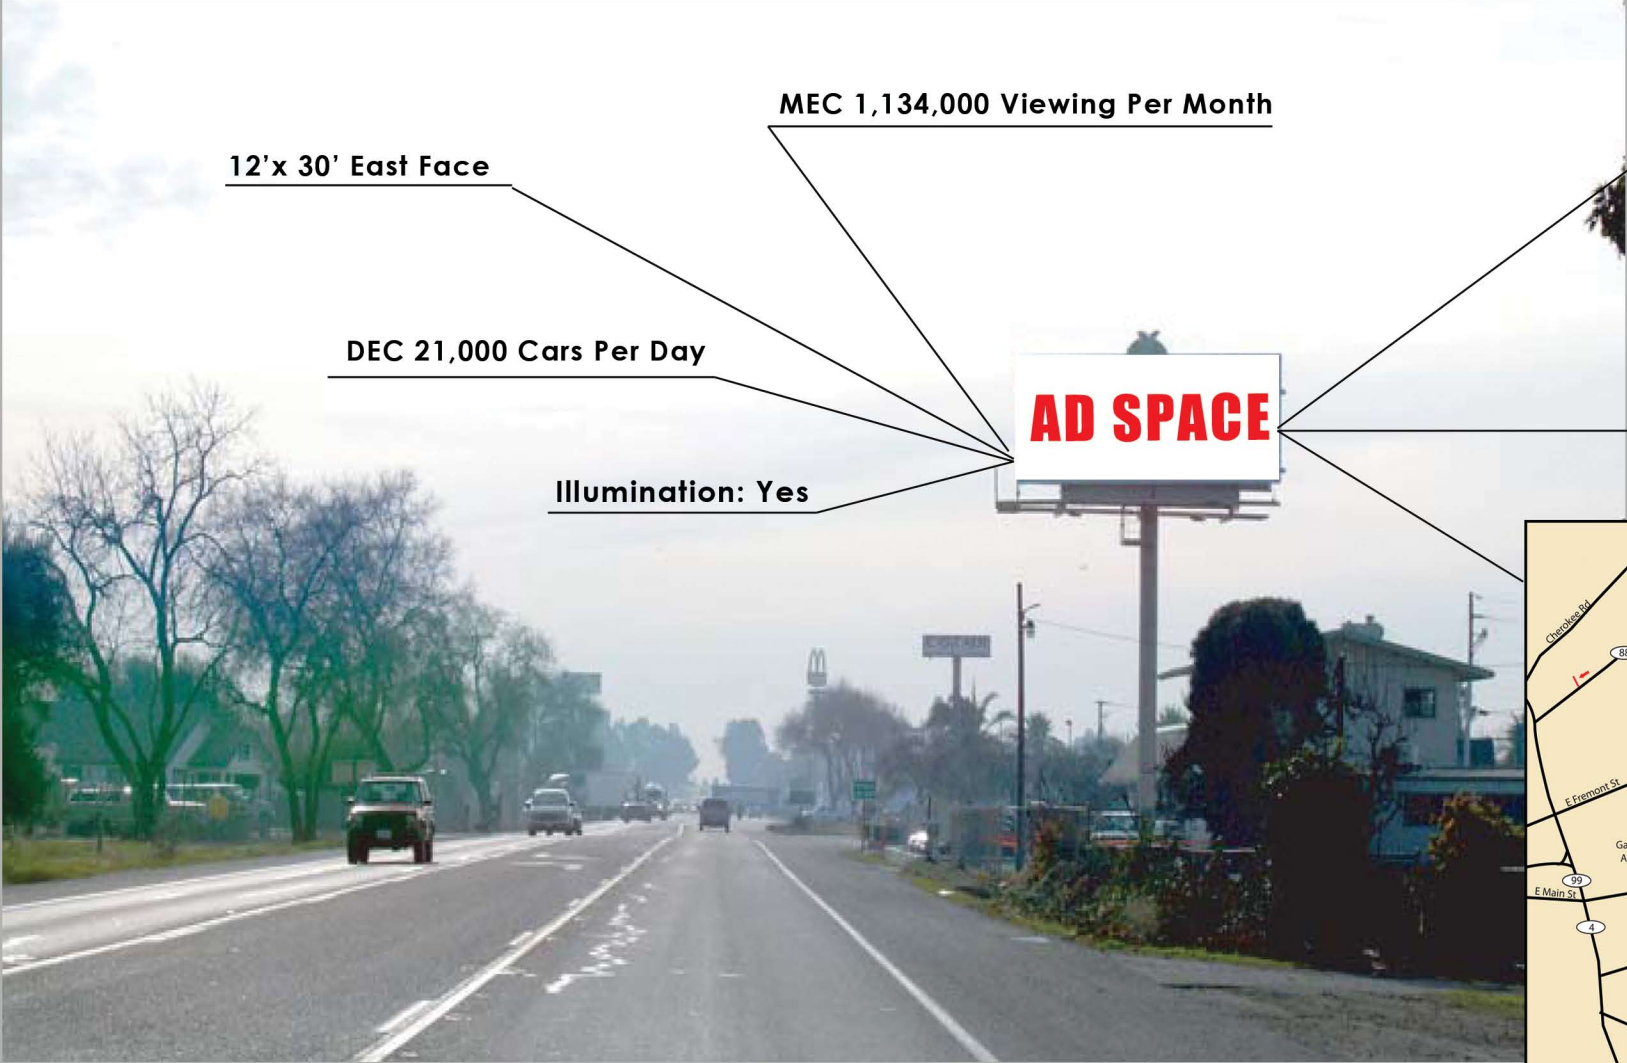 MEC 1,134,000 Viewing Per Month
12’x 30’ East Face
DEC 21,000 Cars Per Day
AD SPACE
Illumination: Yes
Cherokee Rd
88
E Fremont St
Ga
A
99
E Main St
4